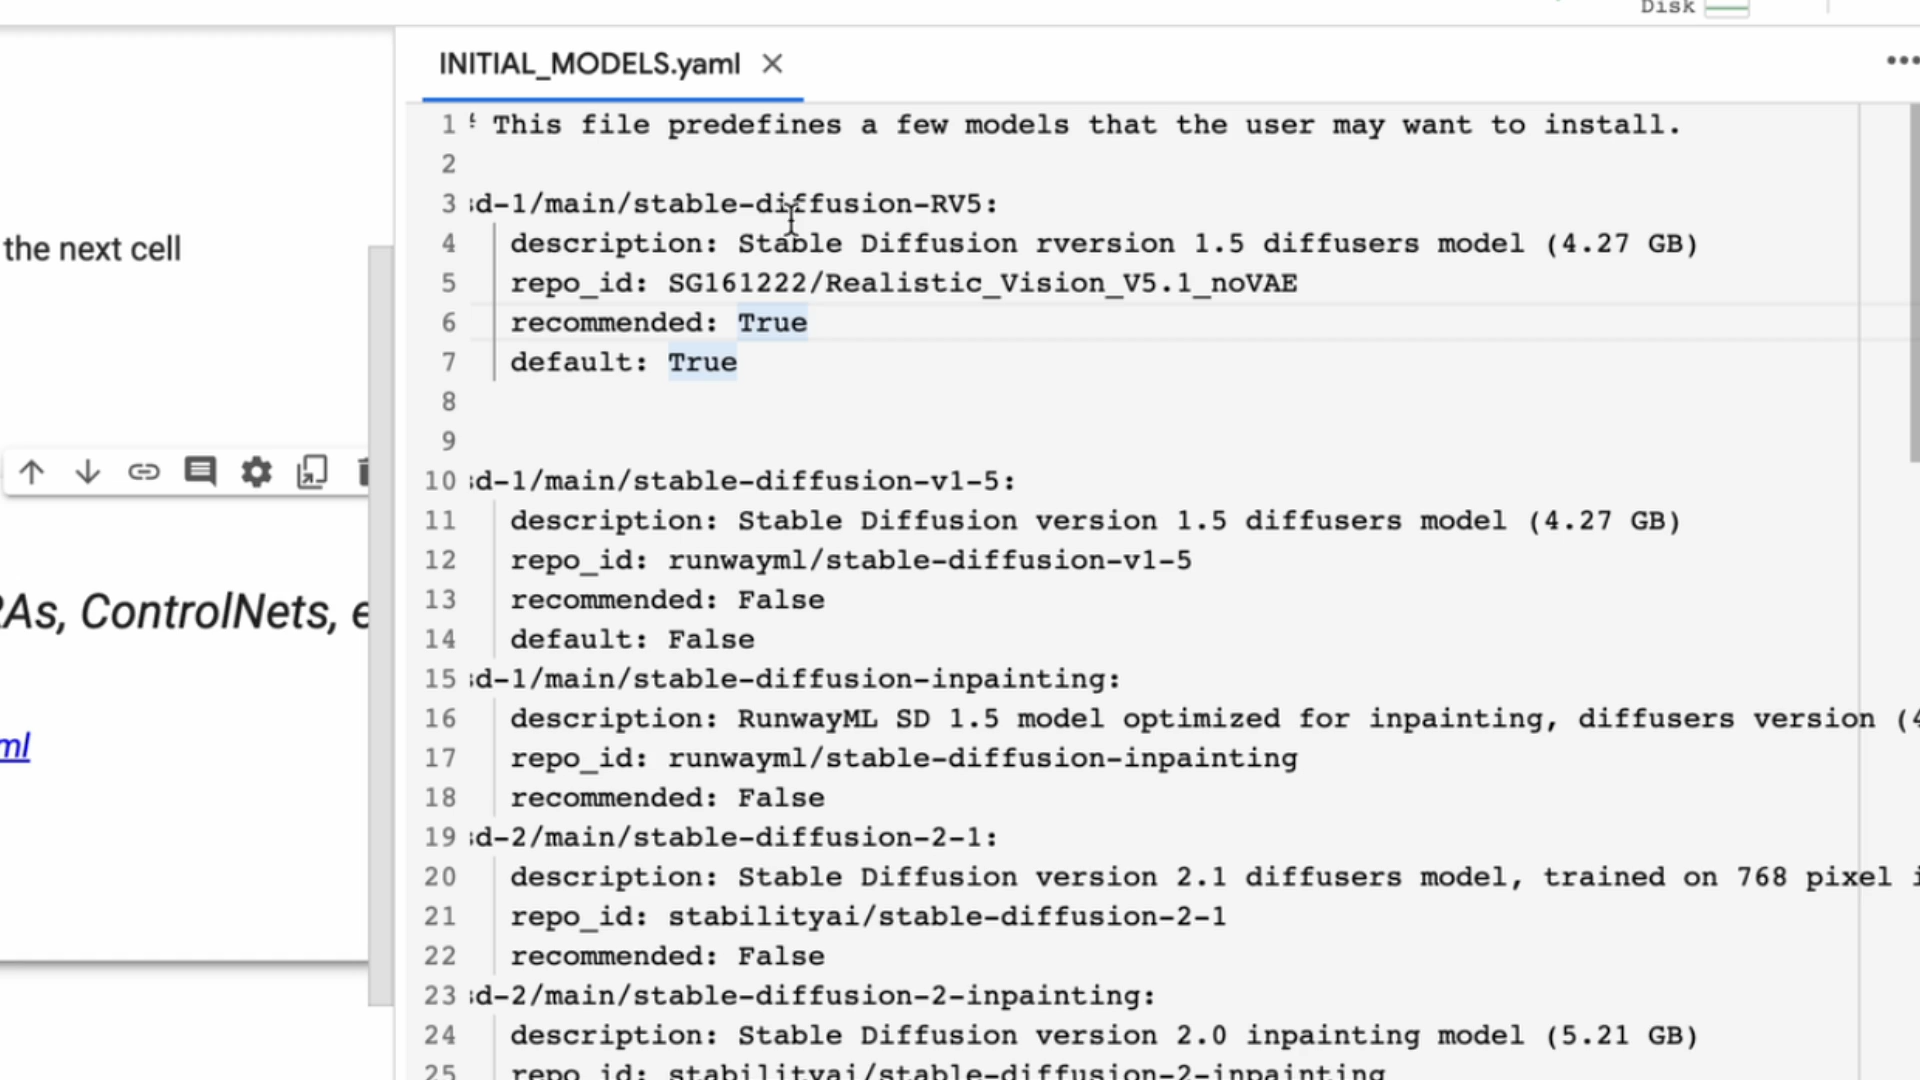 Disk
INITIAL_MODELS.yaml
the next cell
As, ControlNets, e
ml
1 This file predefines a few models that the user may want to install.
2
3 d-1/main/stable-diffusion-RV5:
4 description: Stable Diffusion rversion 1.5 diffusers model (4.27 GB)
5 repo_id: SG161222/Realistic_Vision_V5.1_noVAE
6 recommended: True
7 default: True
8
9
10 d-1/main/stable-diffusion-v1-5:
11 description: Stable Diffusion version 1.5 diffusers model (4.27 GB)
12 repo_id: runwayml/stable-diffusion-v1-5
13 recommended: False
14 default: False
15 d-1/main/stable-diffusion-inpainting:
16 description: RunwayML SD 1.5 model optimized for inpainting, diffusers version (4
17 repo_id: runwayml/stable-diffusion-inpainting
18 recommended: False
19 d-2/main/stable-diffusion-2-1:
20 description: Stable Diffusion version 2.1 diffusers model, trained on 768 pixel i
21 repo_id: stabilityai/stable-diffusion-2-1
22 recommended: False
23 d-2/main/stable-diffusion-2-inpainting:
24 description: Stable Diffusion version 2.0 inpainting model (5.21 GB)
25 repo_id: stabilityai/stable-diffusion-2-inpainting